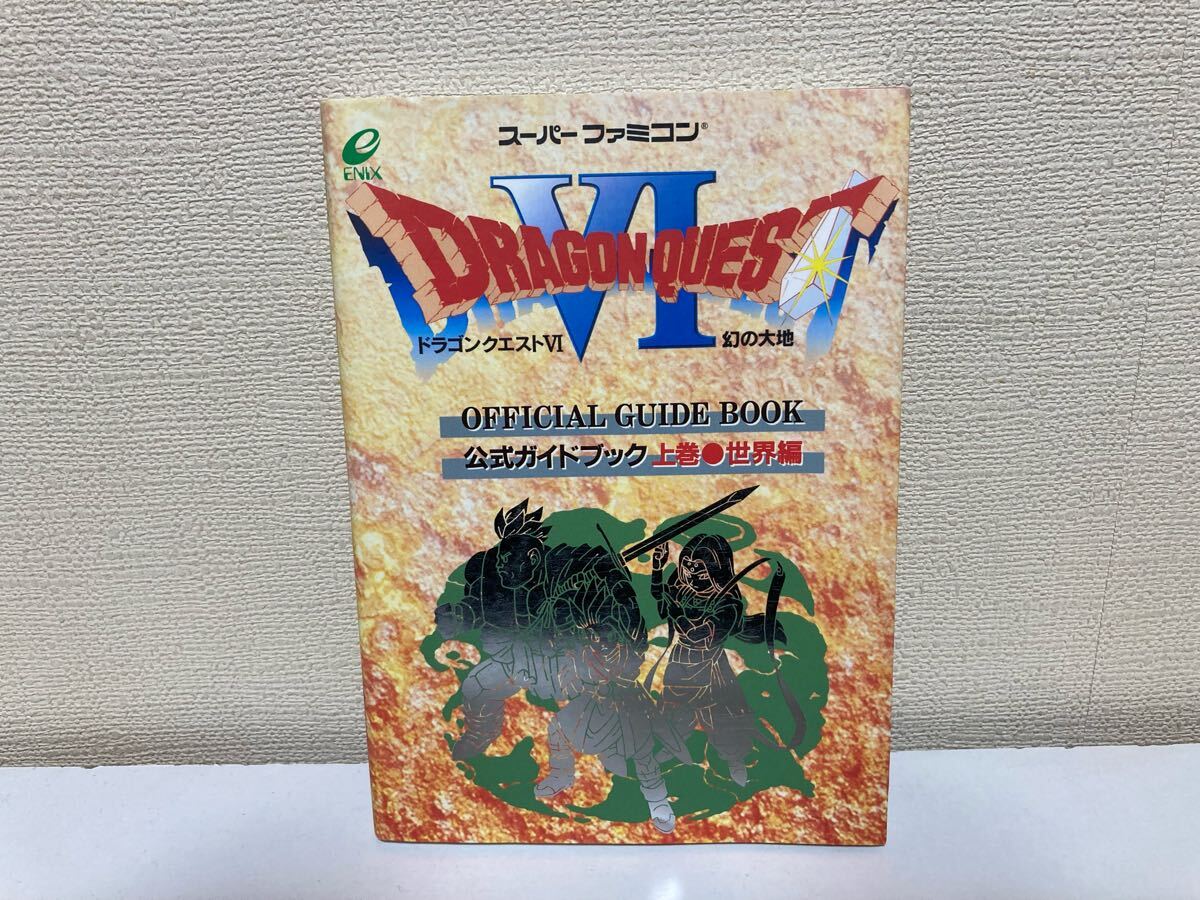 スーパーファミコン®
ENIX
VI
DRAGON QUEST
ドラゴンクエストVI 幻の大地
OFFICIAL GUIDE BOOK
公式ガイドブック 上巻●世界編